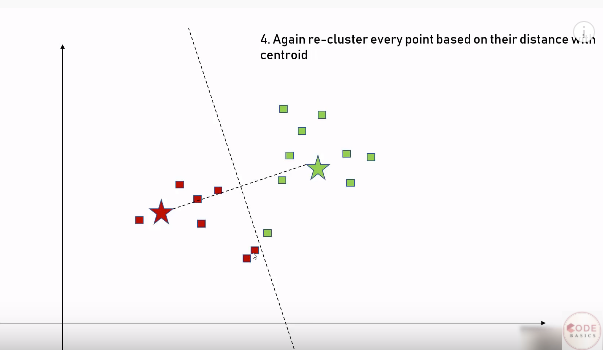 4. Again re-cluster every point based on their distance with
centroid
i
CODE
BASICS